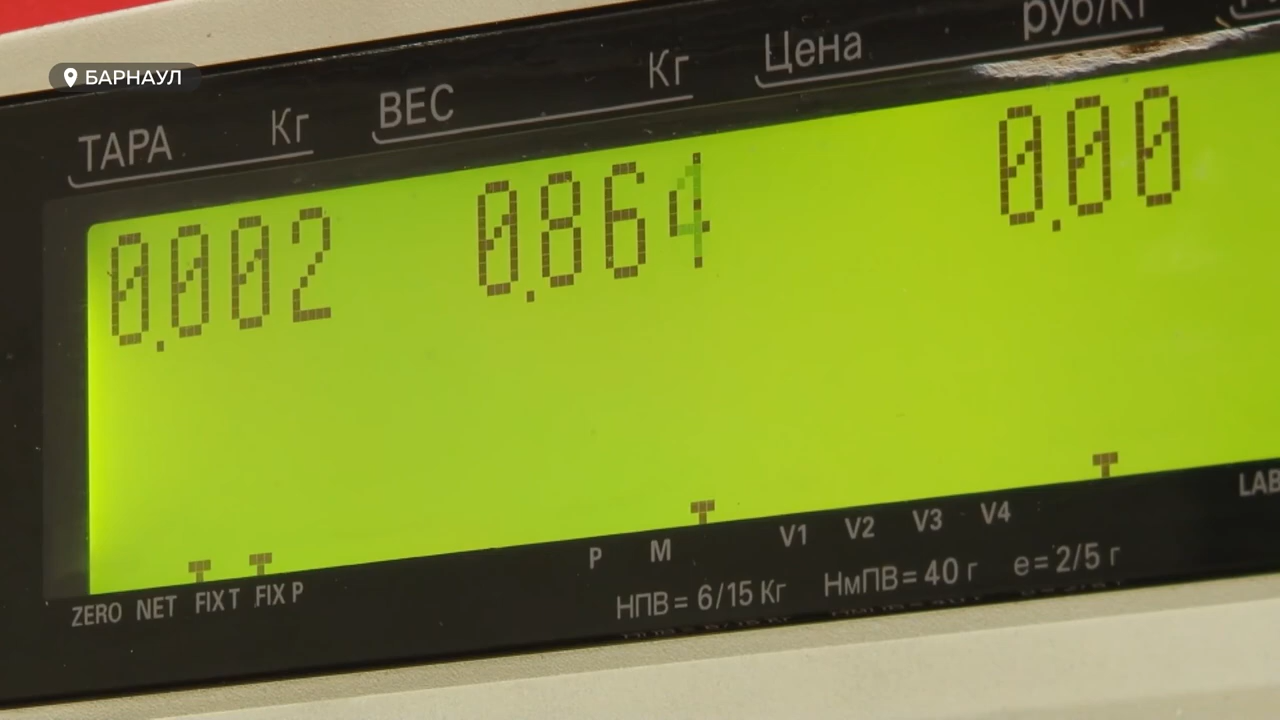 БАРНАУЛ
ТАРА Кг ВЕС Кг Цена руб/Кг
0.002 0.864 0.00
ZERO NET FIX T FIX P P M V1 V2 V3 V4 LAB
НПВ= 6/15 Кг НмПВ=40 г e= 2/5 г